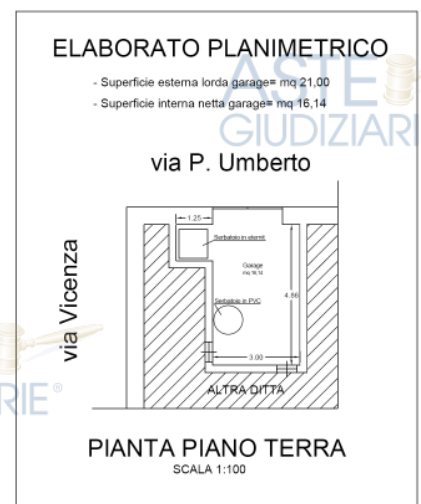 ELABORATO PLANIMETRICO
- Superficie esterna lorda garage= mq 21,00
- Superficie interna netta garage= mq 16,14
ASTE
GIUDIZIARI
via P. Umberto
1.25
Serbatoio in eternit
Garage
mq 16,14
via Vicenza
4.86
Serbatoio in PVC
3.00
RIE®
ALTRA DITTA
PIANTA PIANO TERRA
SCALA 1:100